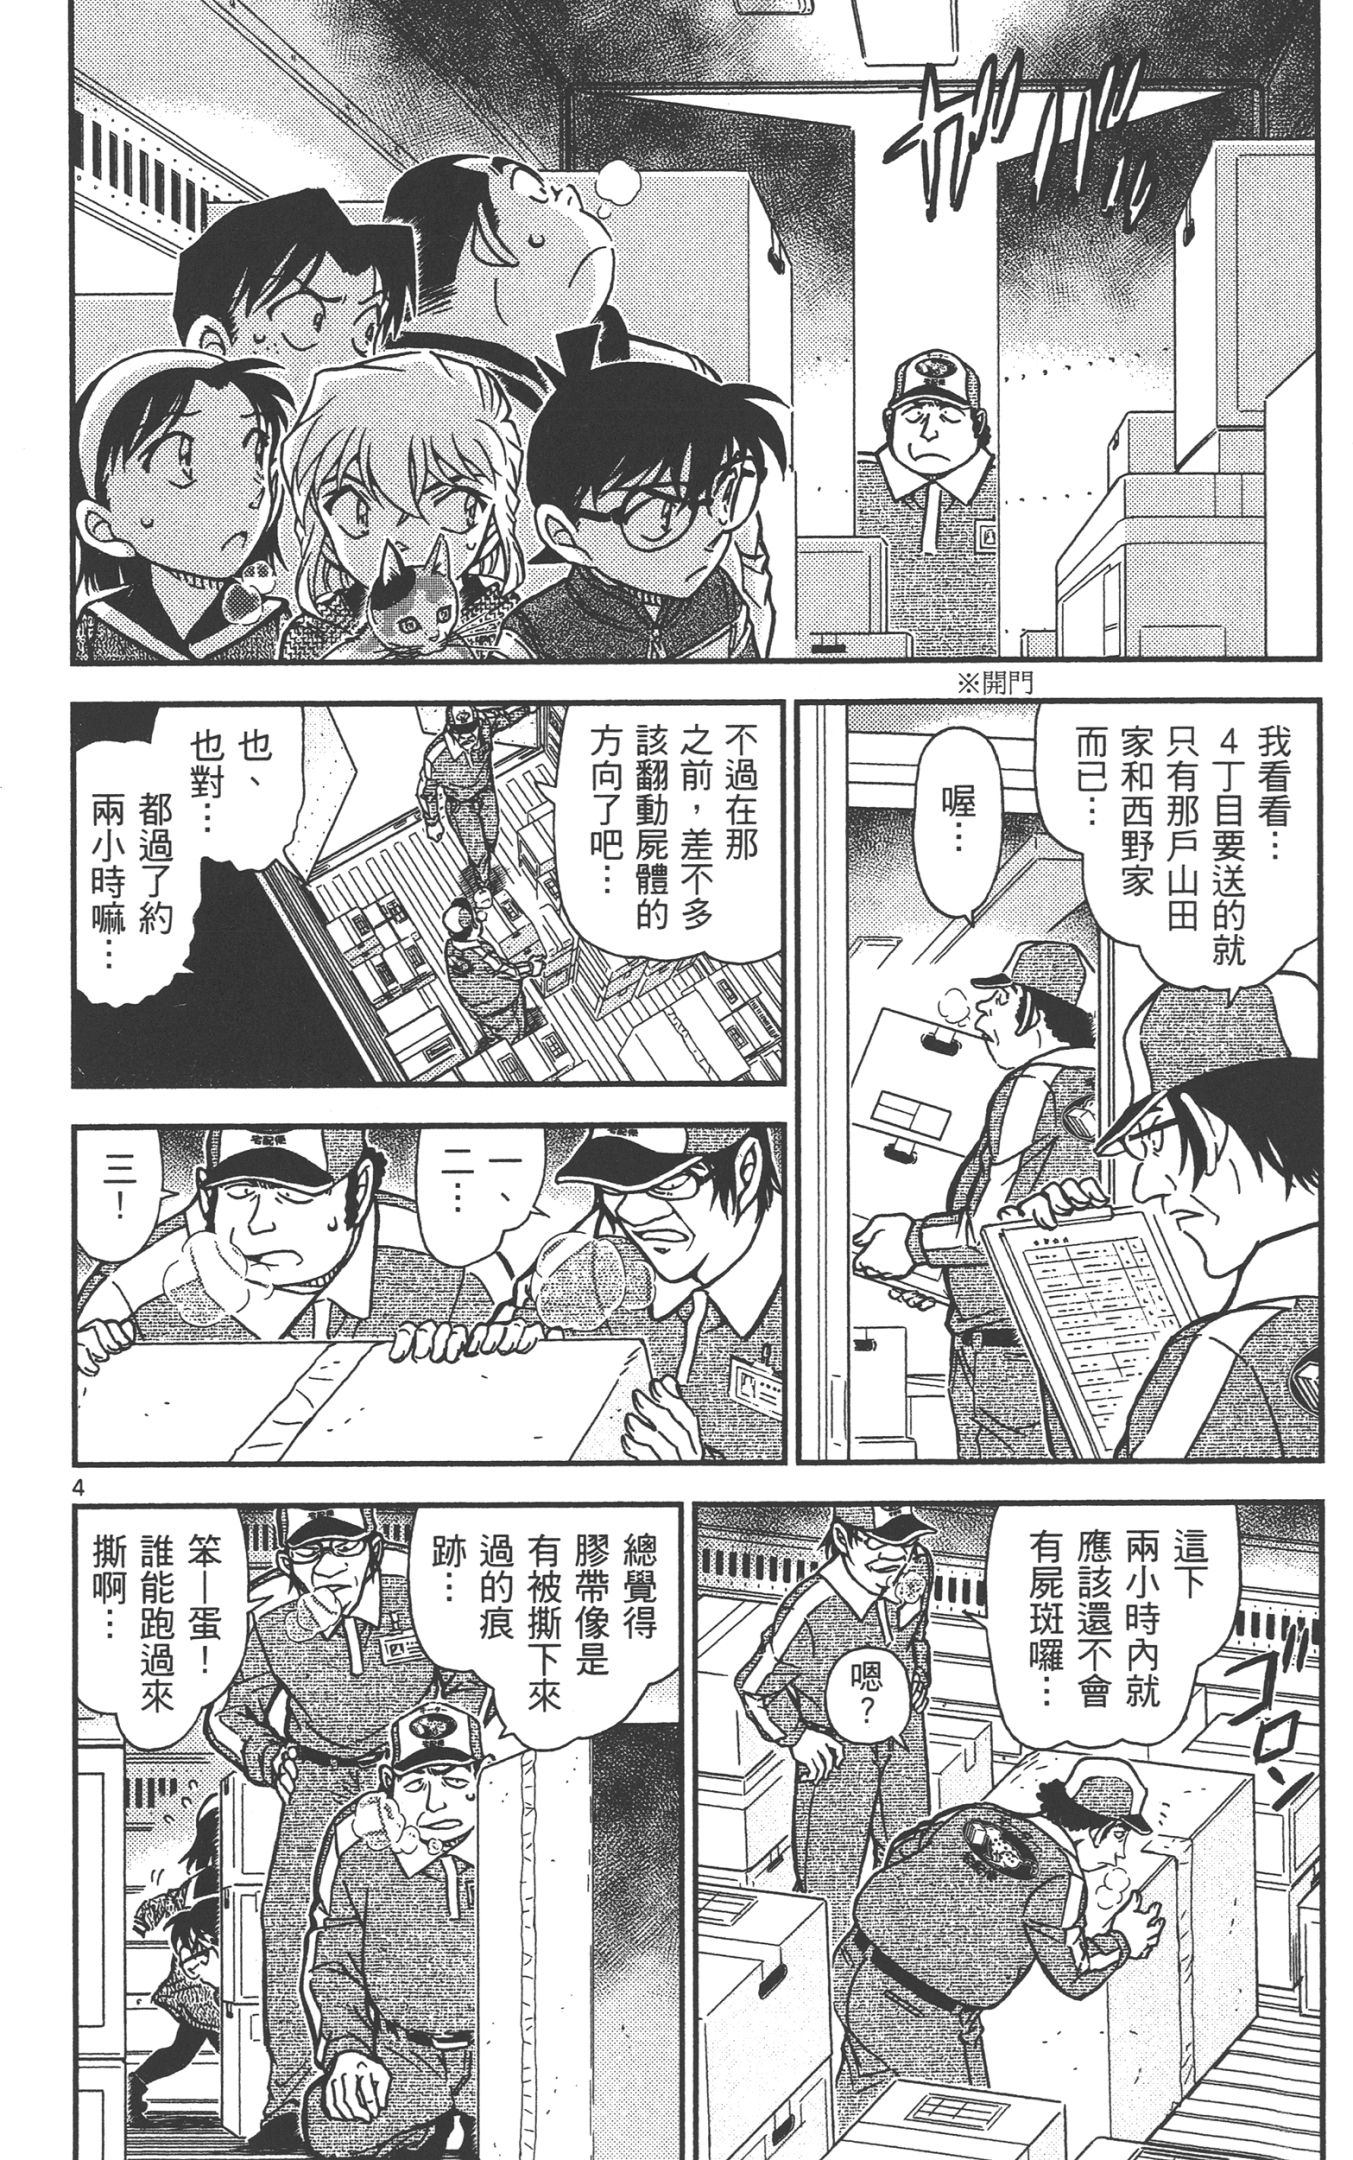 ガガガ
※開門
我看看…
4丁目要送的就
只有那戶山田
家和西野家
而已…
喔…
不過在那
之前，差不多
該翻動屍體的
方向了吧…
也、
也對…
都過了約
兩小時嘛…
一、
二…
三！
宅配便
4
這下
兩小時內就
應該還不會
有屍斑囉…
嗯？
ゴロン
總覺得
膠帶像是
有被撕下來
過的痕
跡…
笨—蛋！
誰能跑過來
撕啊…